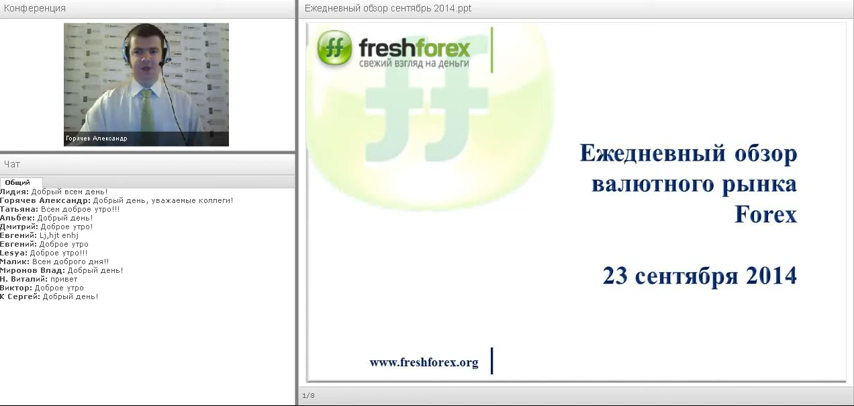 Конференция
Горячев Александр
Чат
Общий
Лидия: Добрый всем день!
Горячев Александр: Добрый день, уважаемые коллеги!
Татьяна: Всем доброе утро!!!
Альбек: Добрый день!
Дмитрий: Доброе утро!
Евгений: Lj,hjt enhj
Евгений: Доброе утро
Lesya: Доброе утро!!!
Малик: Всем доброго дня!!
Миронов Влад: Добрый день!
Н. Виталий: привет
Виктор: Доброе утро
К Сергей: Добрый день!
Ежедневный обзор сентябрь 2014.ppt
ff freshforex
свежий взгляд на деньги
ff
Ежедневный обзор
валютного рынка
Forex
23 сентября 2014
www.freshforex.org
1/8